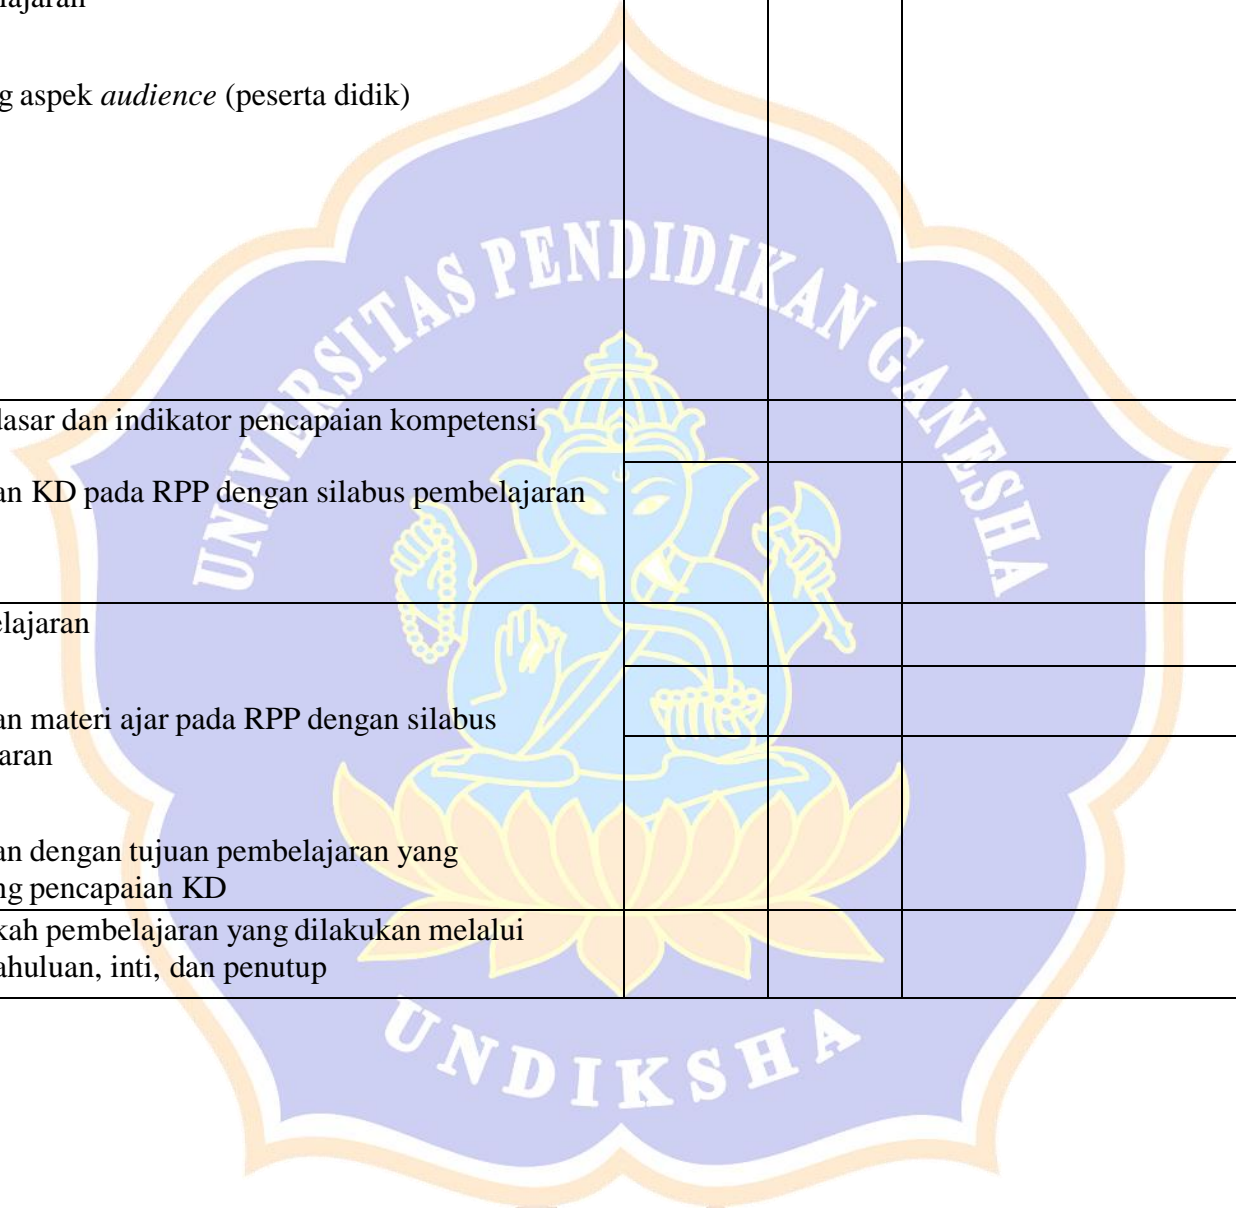 lajaran
g aspek audience (peserta didik)
UNIVERSITAS PENDIDIKAN GANESHA
dasar dan indikator pencapaian kompetensi
an KD pada RPP dengan silabus pembelajaran
elajaran
an materi ajar pada RPP dengan silabus
aran
an dengan tujuan pembelajaran yang
ng pencapaian KD
kah pembelajaran yang dilakukan melalui
ahuluan, inti, dan penutup
UNDIKSHA